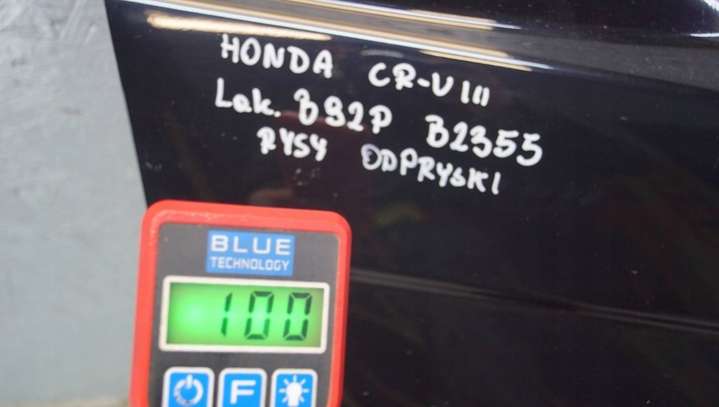 HONDA CR-V III
Lak. B92P B2355
RYSY ODPRYSKI
BLUE
TECHNOLOGY
100
F